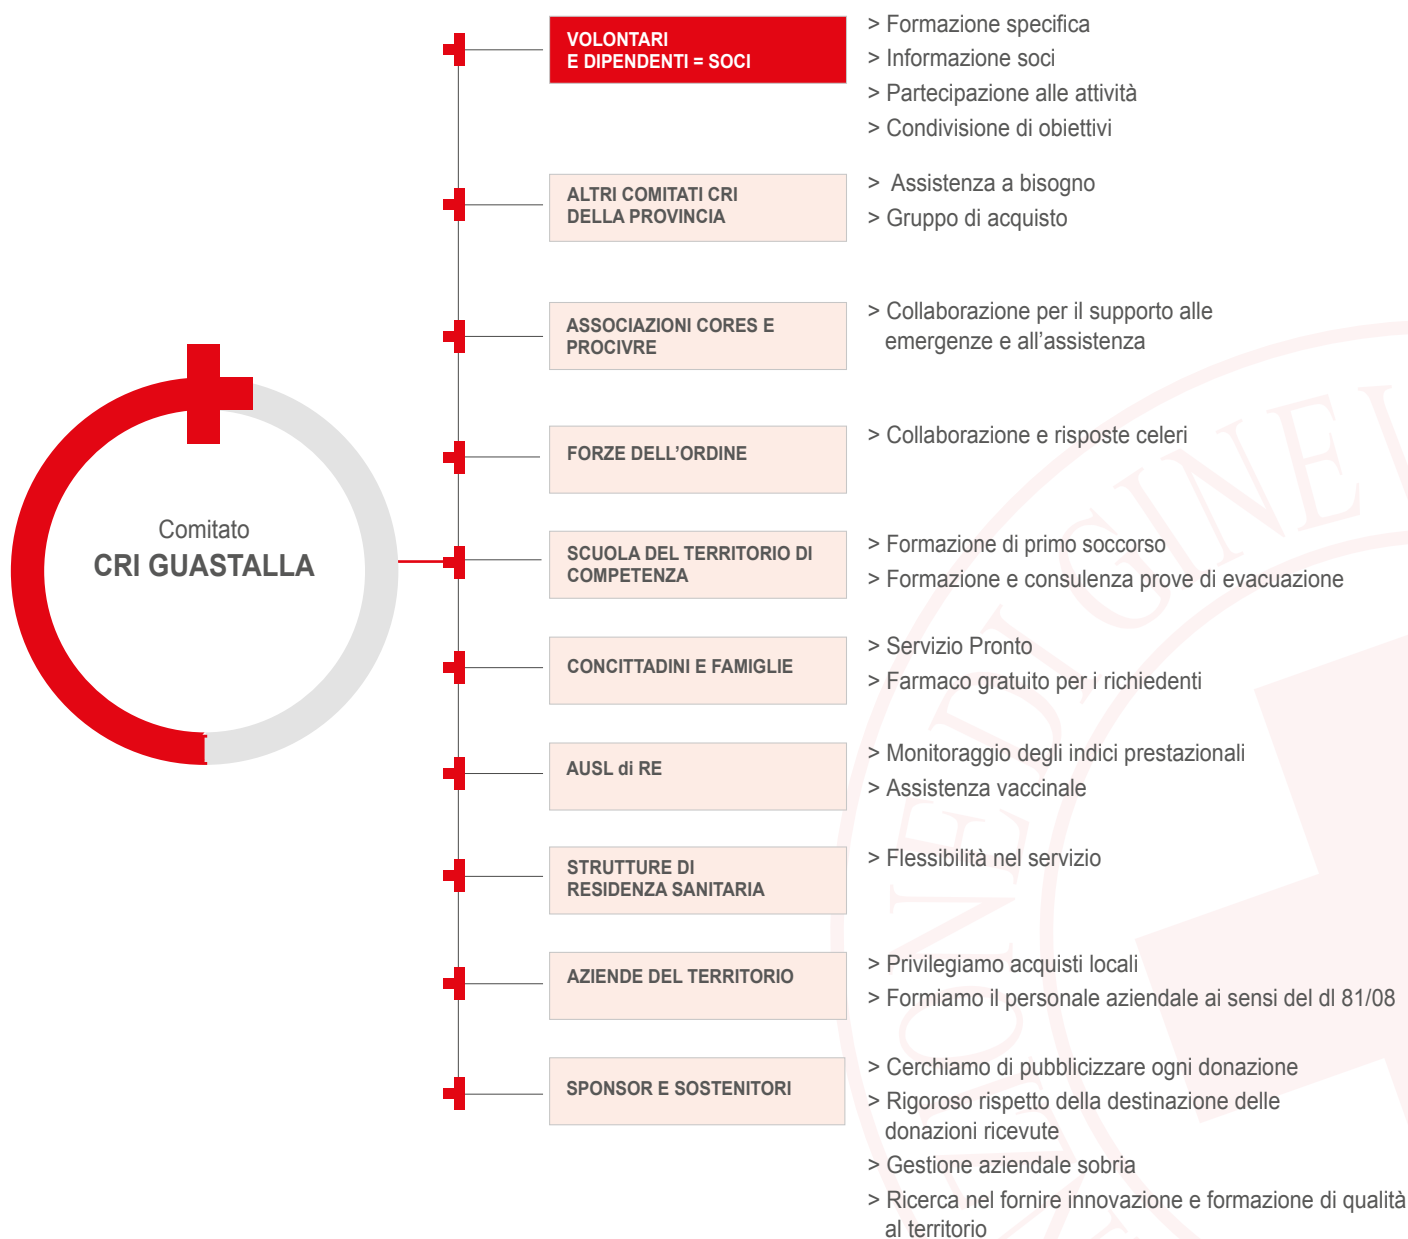 Comitato
CRI GUASTALLA
VOLONTARI
E DIPENDENTI = SOCI
> Formazione specifica
> Informazione soci
> Partecipazione alle attività
> Condivisione di obiettivi
ALTRI COMITATI CRI
DELLA PROVINCIA
> Assistenza a bisogno
> Gruppo di acquisto
ASSOCIAZIONI CORES E
PROCIVRE
> Collaborazione per il supporto alle
emergenze e all’assistenza
FORZE DELL’ORDINE
> Collaborazione e risposte celeri
SCUOLA DEL TERRITORIO DI
COMPETENZA
> Formazione di primo soccorso
> Formazione e consulenza prove di evacuazione
CONCITTADINI E FAMIGLIE
> Servizio Pronto
> Farmaco gratuito per i richiedenti
AUSL di RE
> Monitoraggio degli indici prestazionali
> Assistenza vaccinale
STRUTTURE DI
RESIDENZA SANITARIA
> Flessibilità nel servizio
AZIENDE DEL TERRITORIO
> Privilegiamo acquisti locali
> Formiamo il personale aziendale ai sensi del dl 81/08
SPONSOR E SOSTENITORI
> Cerchiamo di pubblicizzare ogni donazione
> Rigoroso rispetto della destinazione delle
donazioni ricevute
> Gestione aziendale sobria
> Ricerca nel fornire innovazione e formazione di qualità
al territorio